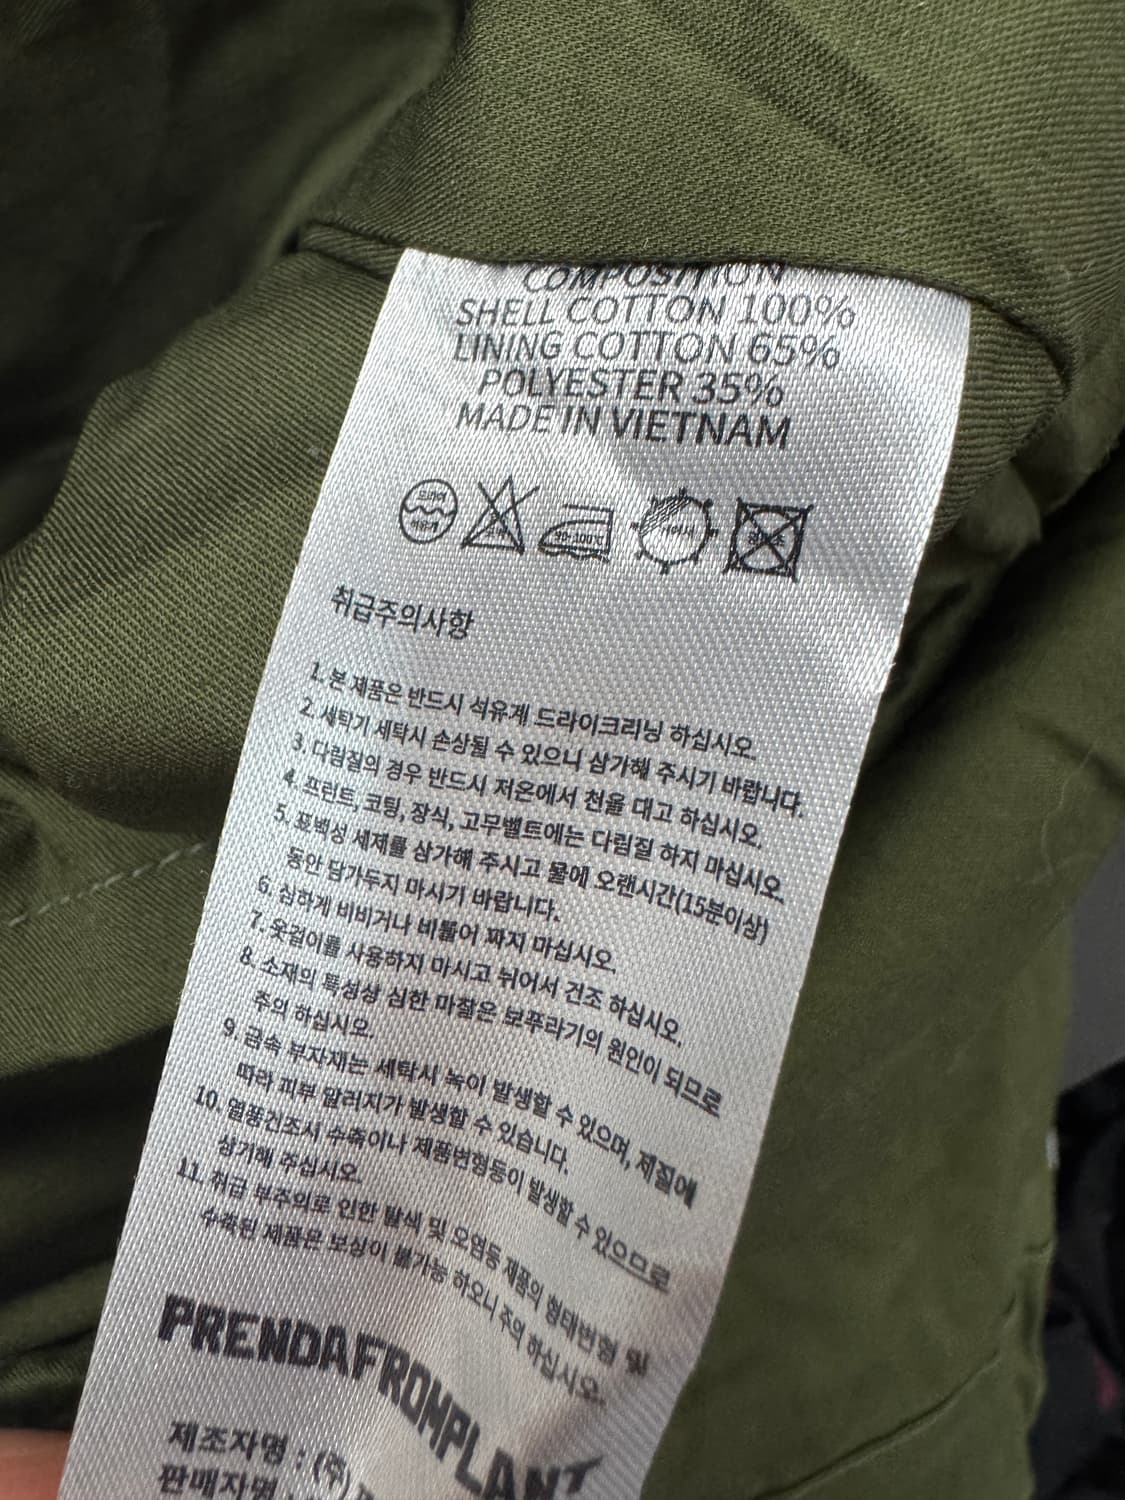 COMPOSITION
SHELL COTTON 100%
LINING COTTON 65%
POLYESTER 35%
MADE IN VIETNAM
드라이
석유계
80~100℃
취급주의사항
1. 본 제품은 반드시 석유계 드라이크리닝 하십시오.
2. 세탁기 세탁시 손상될 수 있으니 삼가해 주시기 바랍니다.
3. 다림질의 경우 반드시 저온에서 천을 대고 하십시오.
4. 프린트, 코팅, 장식, 고무벨트에는 다림질 하지 마십시오.
5. 표백성 세제를 삼가해 주시고 물에 오랜시간(15분이상)
동안 담가두지 마시기 바랍니다.
6. 심하게 비비거나 비틀어 짜지 마십시오.
7. 옷걸이를 사용하지 마시고 뉘어서 건조 하십시오.
8. 소재의 특성상 심한 마찰은 보푸라기의 원인이 되므로
주의 하십시오.
9. 금속 부자재는 세탁시 녹이 발생할 수 있으며, 체질에
따라 피부 알러지가 발생할 수 있습니다.
10. 열풍건조시 수축이나 제품변형등이 발생할 수 있으므로
삼가해 주십시오.
11. 취급 부주의로 인한 탈색 및 오염등 제품의 형태변형 및
수축된 제품은 보상이 불가능 하오니 주의 하십시오.
PRENDAFROMPLANT
제조자명 : (주)
판매자명 :